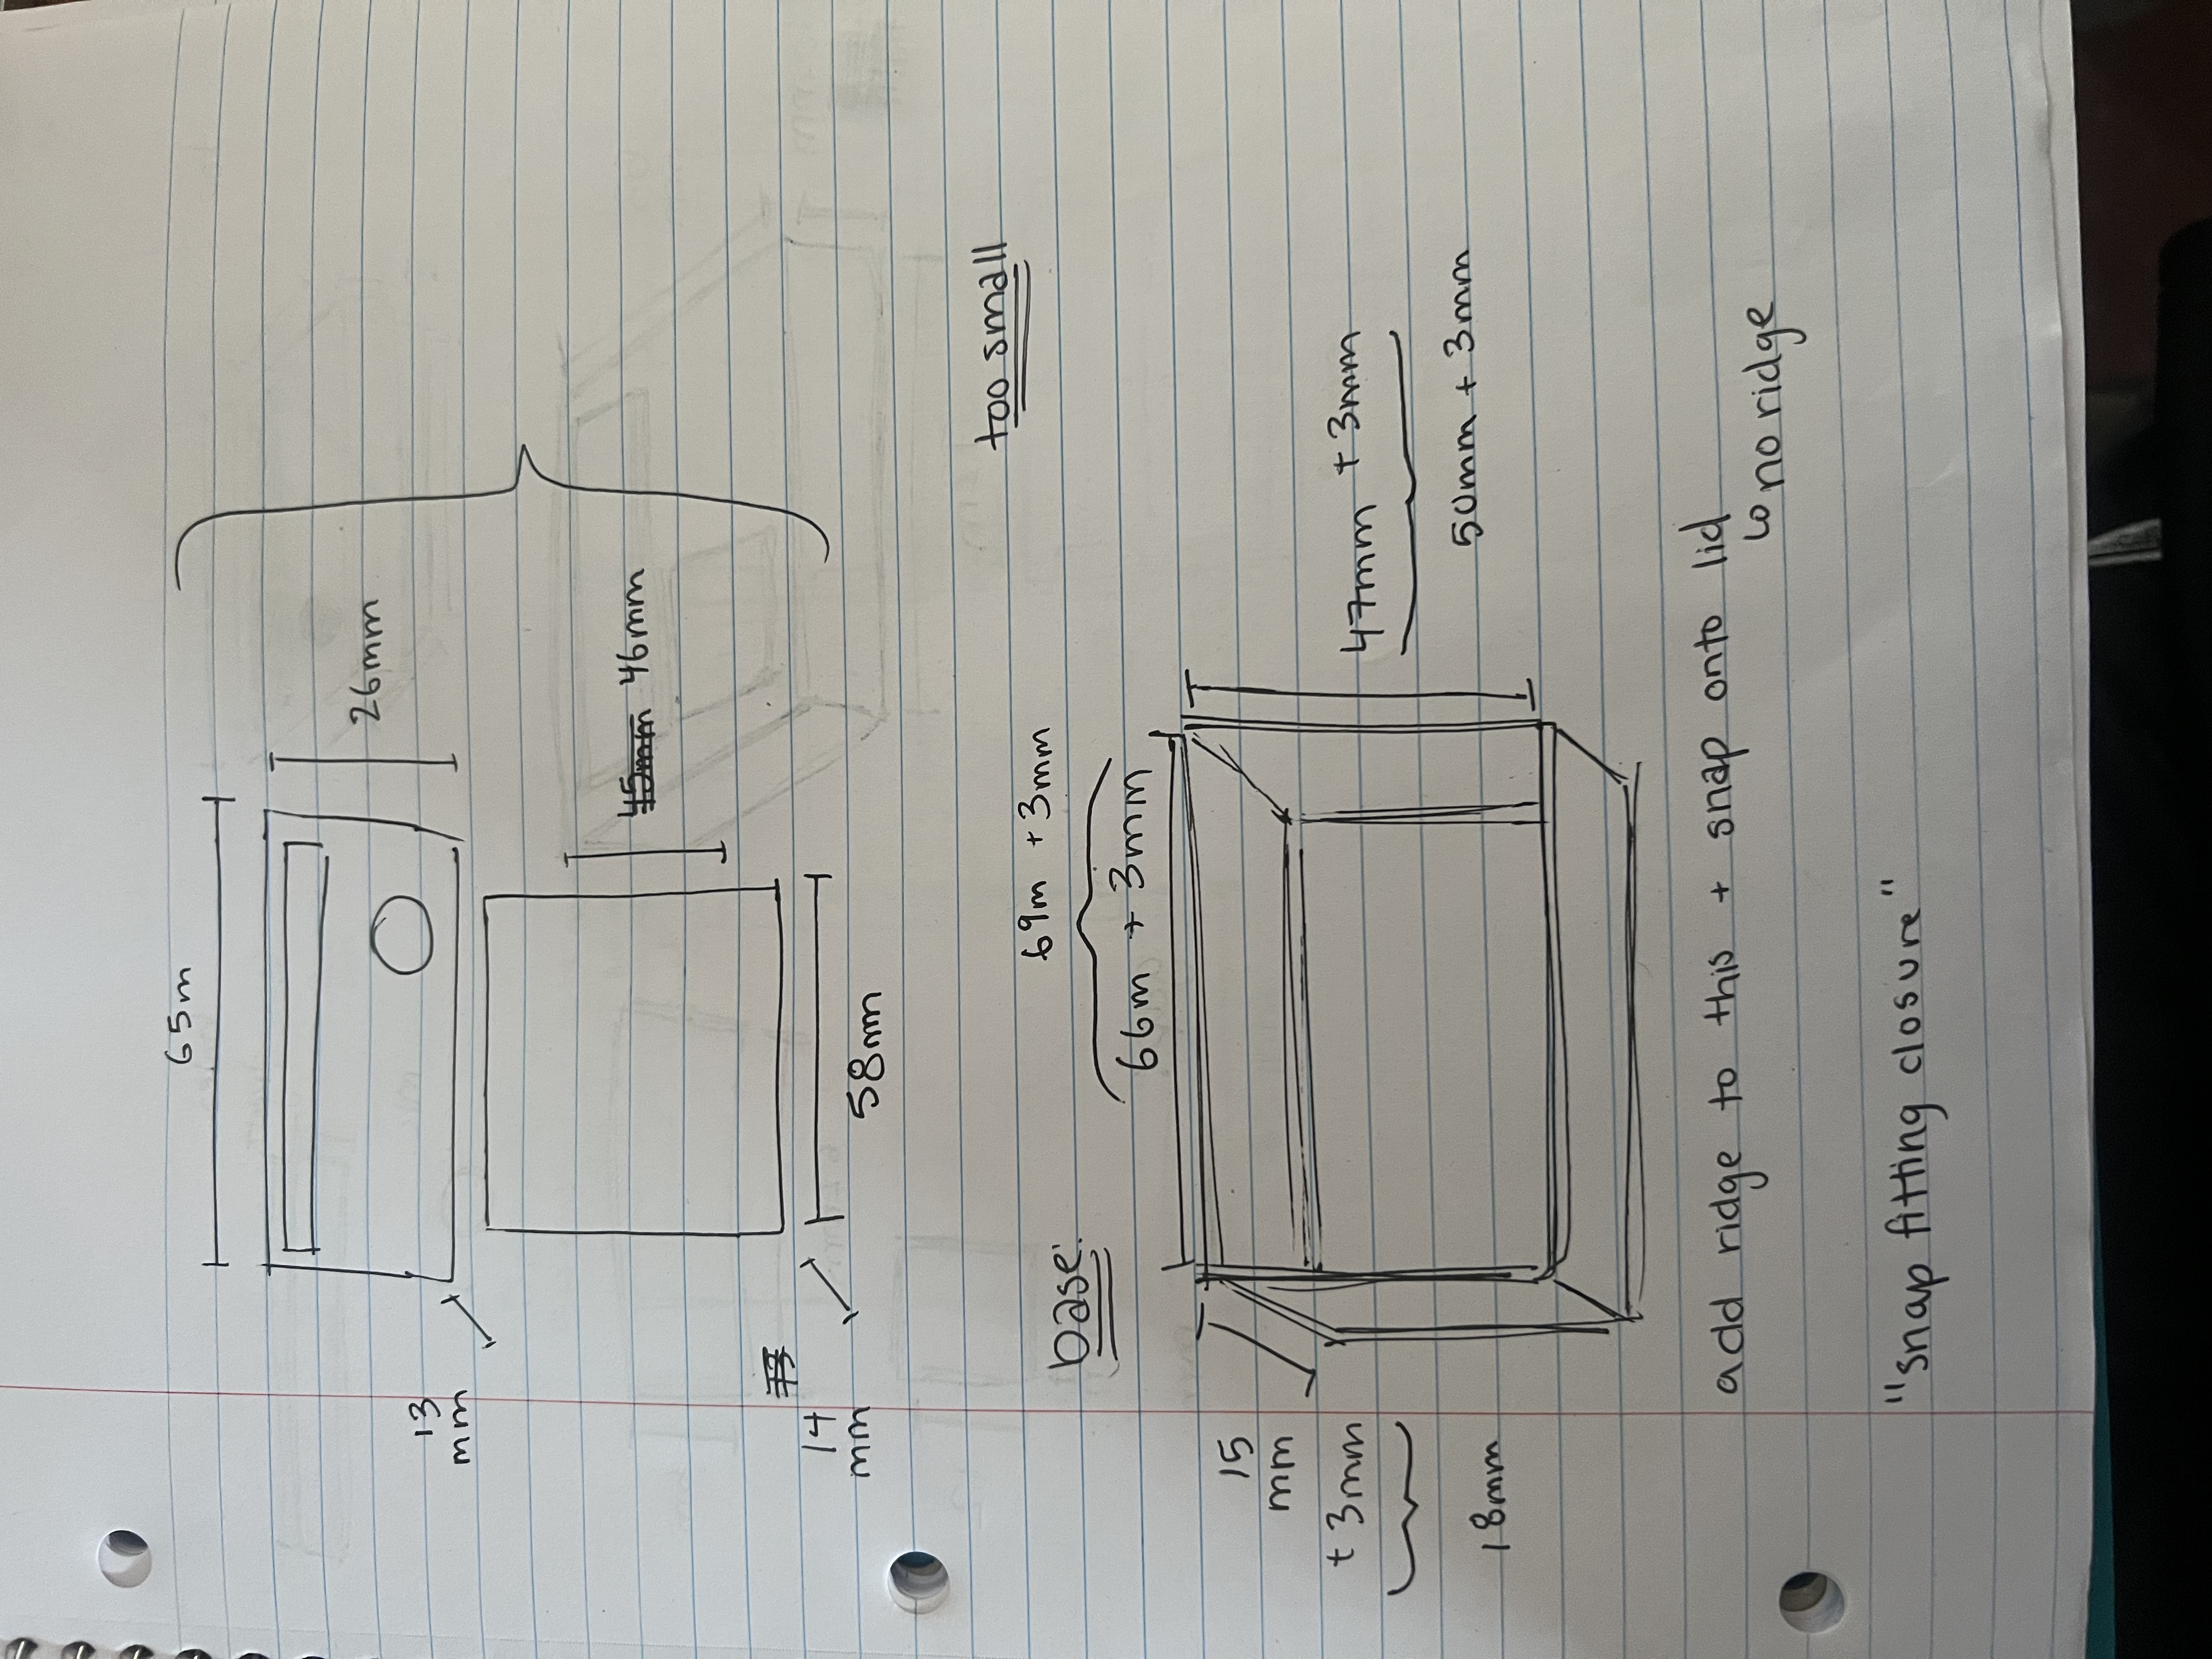 65m
26mm
13
mm
45mm 46mm
13
14
mm
58mm
too small
base:
69m + 3mm
66m + 3mm
15
mm
+ 3mm
18mm
47mm + 3mm
50mm + 3mm
add ridge to this + snap onto lid
no ridge
"snap fitting closure"